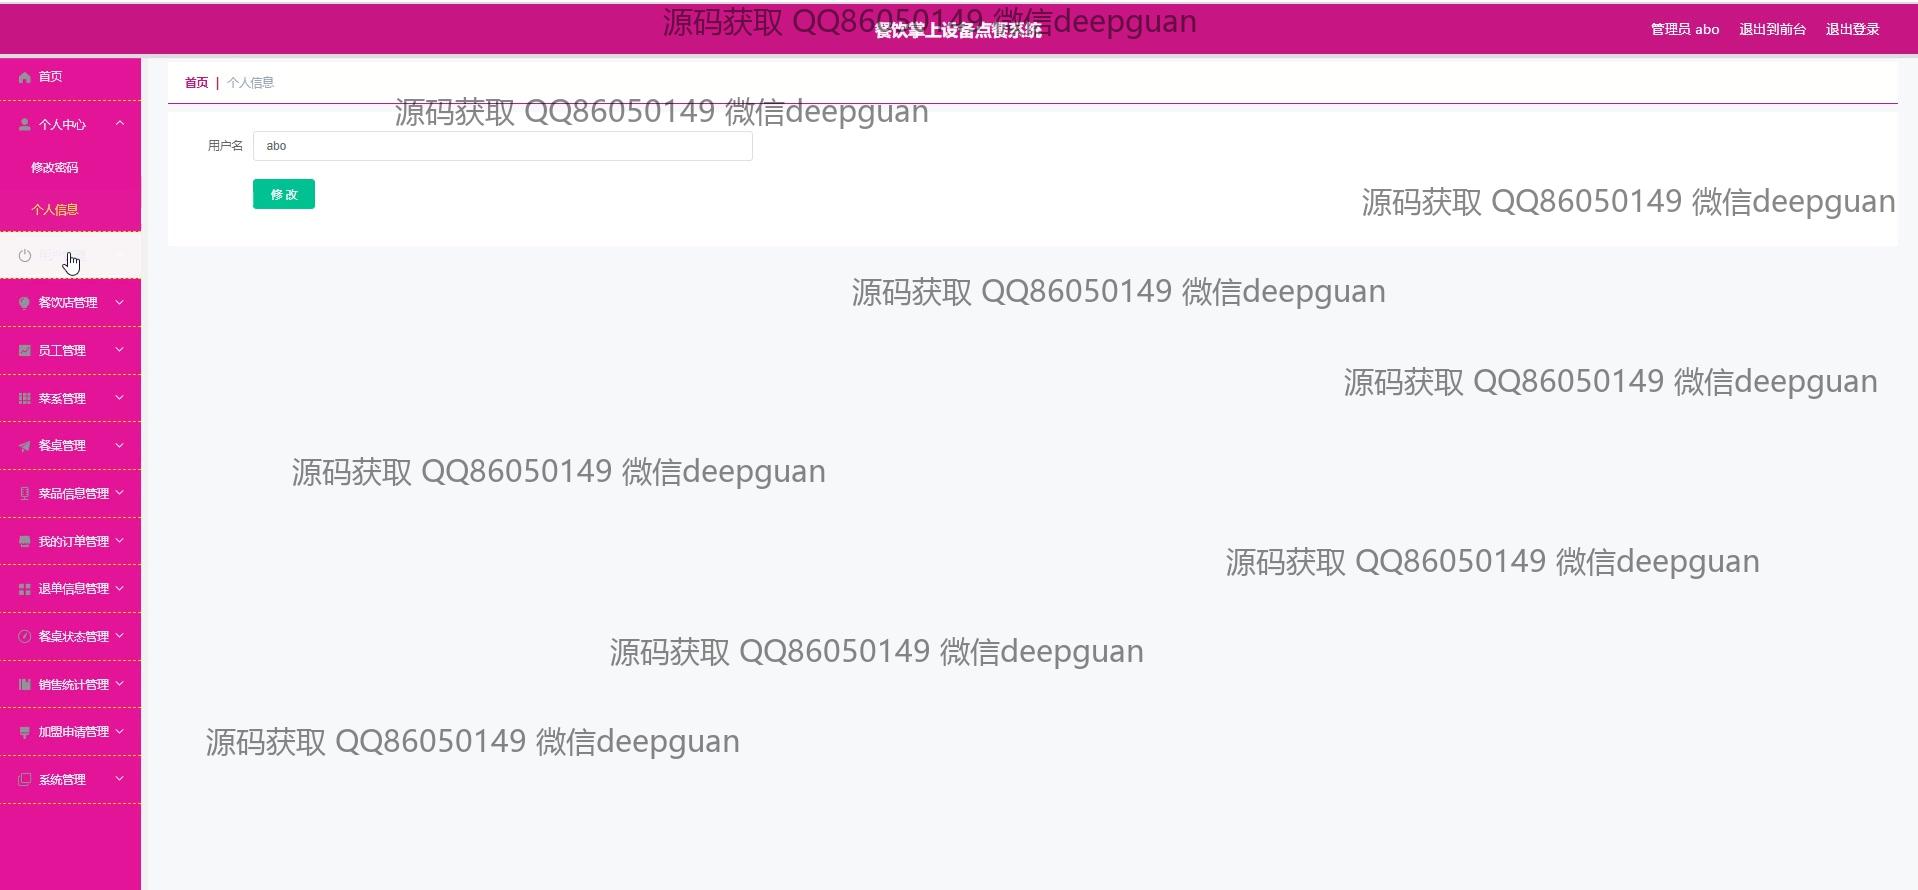 源码获取 QQ86050149 微信deepguan
餐饮掌上设备点餐系统
管理员 abo 退出到前台 退出登录
首页
首页 | 个人信息
源码获取 QQ86050149 微信deepguan
个人中心
用户名 abo
修改密码
修改
源码获取 QQ86050149 微信deepguan
个人信息
源码获取 QQ86050149 微信deepguan
餐饮店管理
员工管理
源码获取 QQ86050149 微信deepguan
菜系管理
餐桌管理
源码获取 QQ86050149 微信deepguan
菜品信息管理
我的订单管理
源码获取 QQ86050149 微信deepguan
退单信息管理
餐桌状态管理
源码获取 QQ86050149 微信deepguan
销售统计管理
加盟申请管理
源码获取 QQ86050149 微信deepguan
系统管理